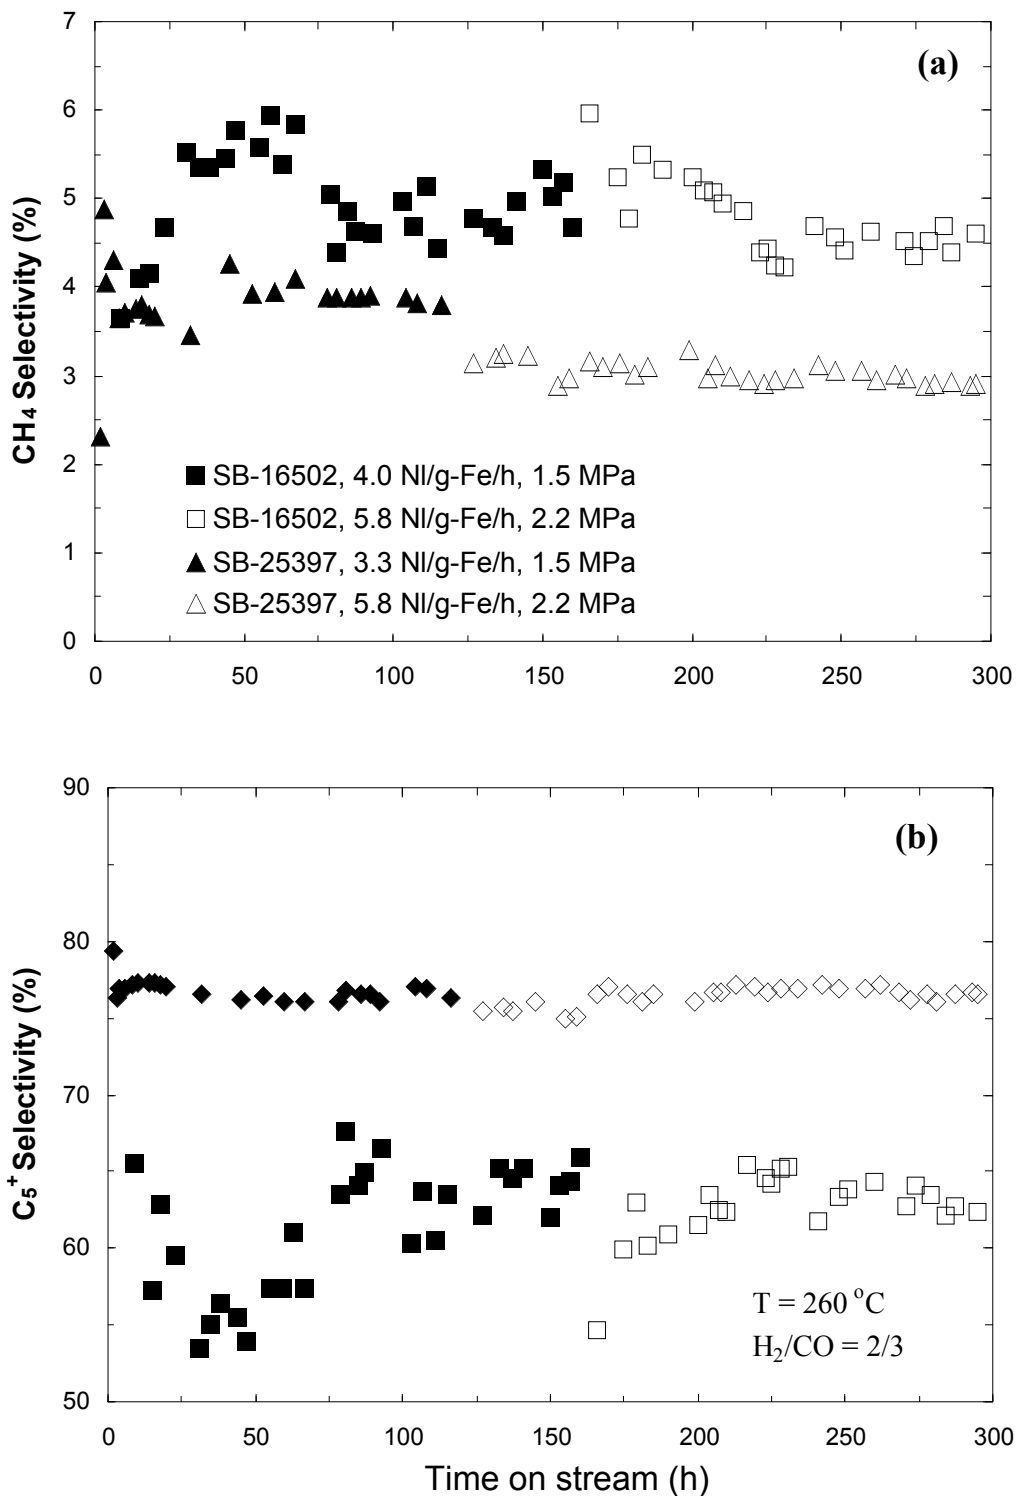 7
(a)
6
5
4
3
2
1
0
CH4 Selectivity (%)
SB-16502, 4.0 Nl/g-Fe/h, 1.5 MPa
SB-16502, 5.8 Nl/g-Fe/h, 2.2 MPa
SB-25397, 3.3 Nl/g-Fe/h, 1.5 MPa
SB-25397, 5.8 Nl/g-Fe/h, 2.2 MPa
0 50 100 150 200 250 300
90
(b)
80
70
60
50
C5+ Selectivity (%)
T = 260 oC
H2/CO = 2/3
0 50 100 150 200 250 300
Time on stream (h)